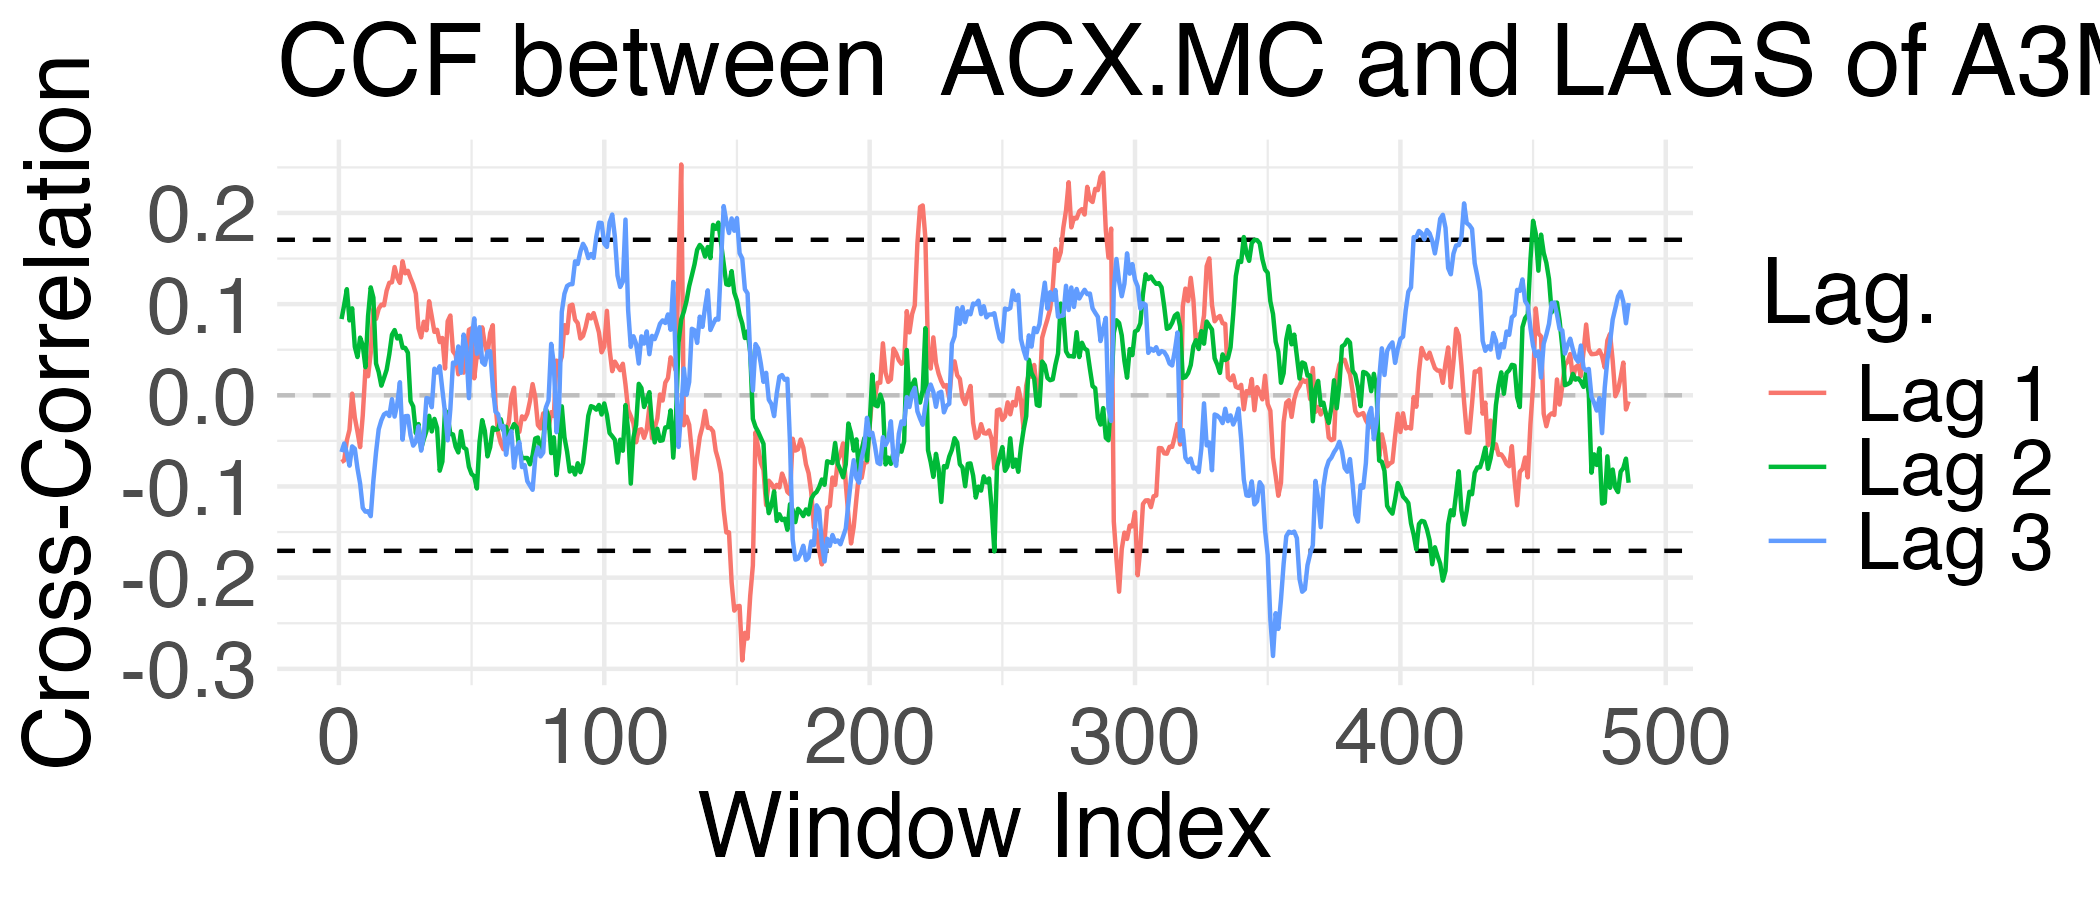 CCF between  ACX.MC and LAGS of A3
Cross-Correlation
0.2
0.1
0.0
-0.1
-0.2
-0.3
0 100 200 300 400 500
Window Index
Lag.
Lag 1
Lag 2
Lag 3